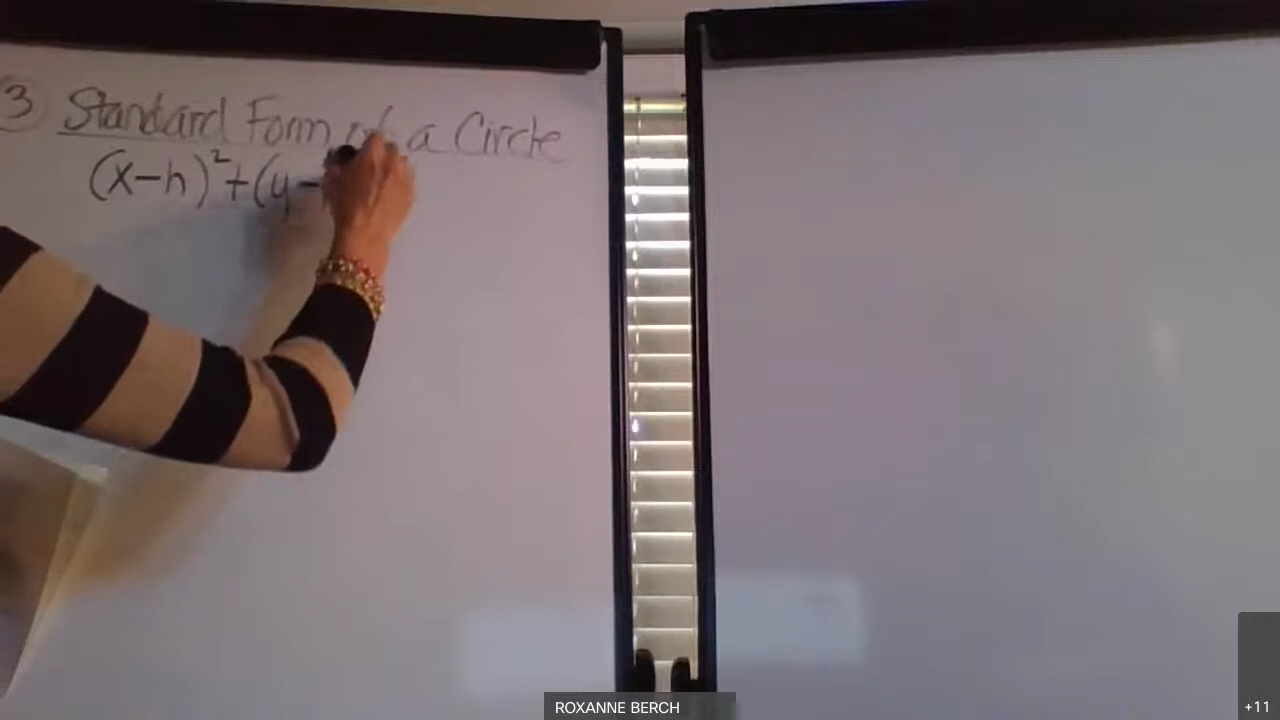 3 Standard Form of a Circle
(x-h)²+(y-
ROXANNE BERCH
+11